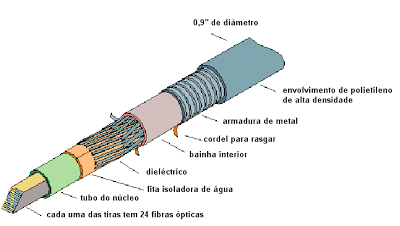 0,9" de diámetro
envolvimento de polietileno
de alta densidade
armadura de metal
cordel para rasgar
bainha interior
dieléctrico
fita isoladora de água
tubo do núcleo
cada uma das tiras tem 24 fibras ópticas